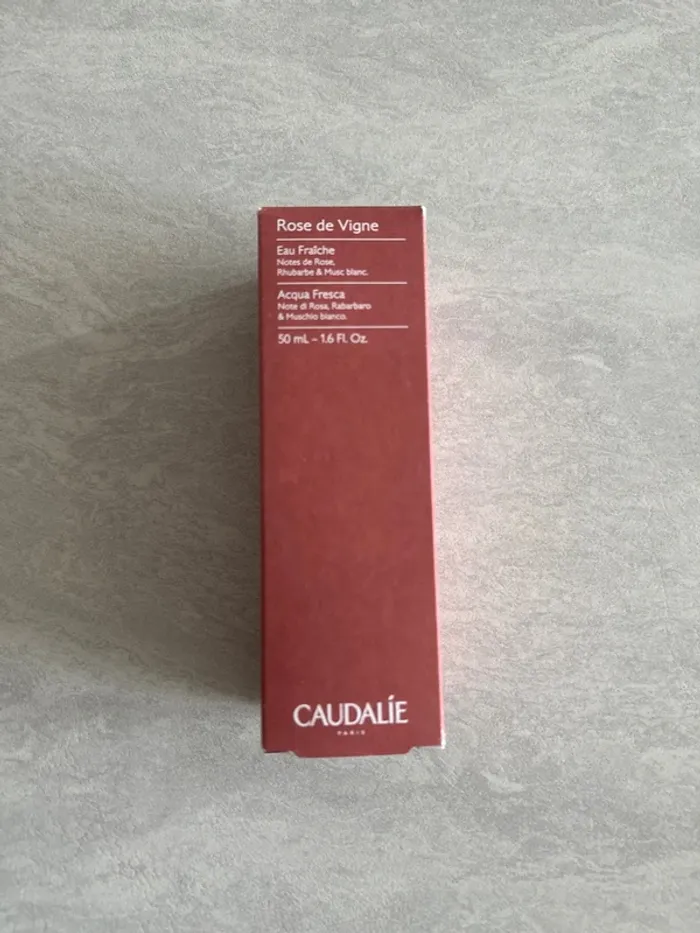 Rose de Vigne
Eau Fraîche
Notes de Rose,
Rhubarbe & Musc blanc.
Acqua Fresca
Note di Rosa, Rabarbaro
& Muschio bianco.
50 mL – 1.6 Fl. Oz.
CAUDALÍE
PARIS